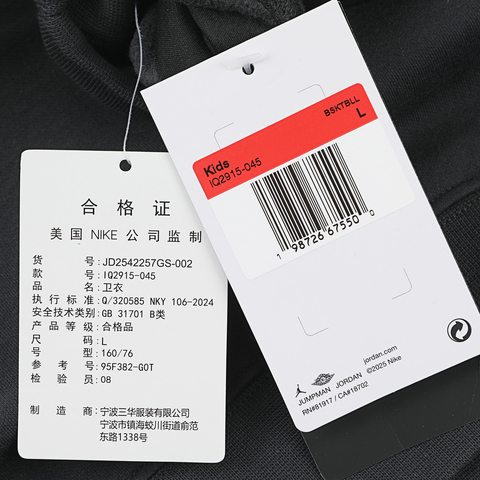 合格证
美国 NIKE 公司监制
货号:JD2542257GS-002
款号:IQ2915-045
品名:卫衣
执行标准:Q/320585 NKY 106-2024
安全技术类别:GB 31701 B类
产品等级:合格品
尺码:L
号型:160/76
参考号:95F382-G0T
检验员:08
制造商:宁波三华服装有限公司
宁波市镇海蛟川街道俞范
东路1338号
BSKTBLL
L
Kids
IQ2915-045
1 98726 67550 0
jordan.com
©2025 Nike
JUMPMAN JORDAN
RN#81917 / CA#18702